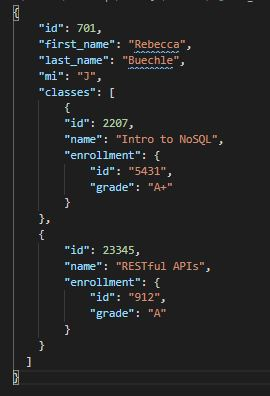 {
"id": 701,
"first_name": "Rebecca",
"last_name": "Buechle",
"mi": "J",
"classes": [
{
"id": 2207,
"name": "Intro to NoSQL",
"enrollment": {
"id": "5431",
"grade": "A+"
}
},
{
"id": 23345,
"name": "RESTful APIs",
"enrollment": {
"id": "912",
"grade": "A"
}
}
]
}